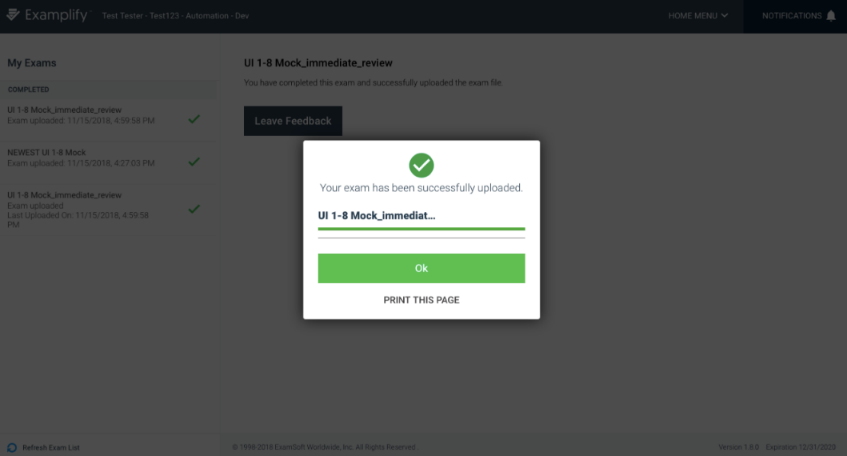 Examplify
Test Tester - Test123 - Automation - Dev
HOME MENU
NOTIFICATIONS
My Exams
COMPLETED
UI 1-8 Mock_immediate_review
Exam uploaded: 11/15/2018, 4:59:58 PM
NEWEST UI 1-8 Mock
Exam uploaded: 11/15/2018, 4:27:03 PM
UI 1-8 Mock_immediate_review
Exam uploaded
Last Uploaded On: 11/15/2018, 4:59:58
PM
Refresh Exam List
UI 1-8 Mock_immediate_review
You have completed this exam and successfully uploaded the exam file.
Leave Feedback
Your exam has been successfully uploaded.
UI 1-8 Mock_immediat...
Ok
PRINT THIS PAGE
© 1998-2018 ExamSoft Worldwide, Inc. All Rights Reserved.
Version 1.8.0 Expiration: 12/31/2028